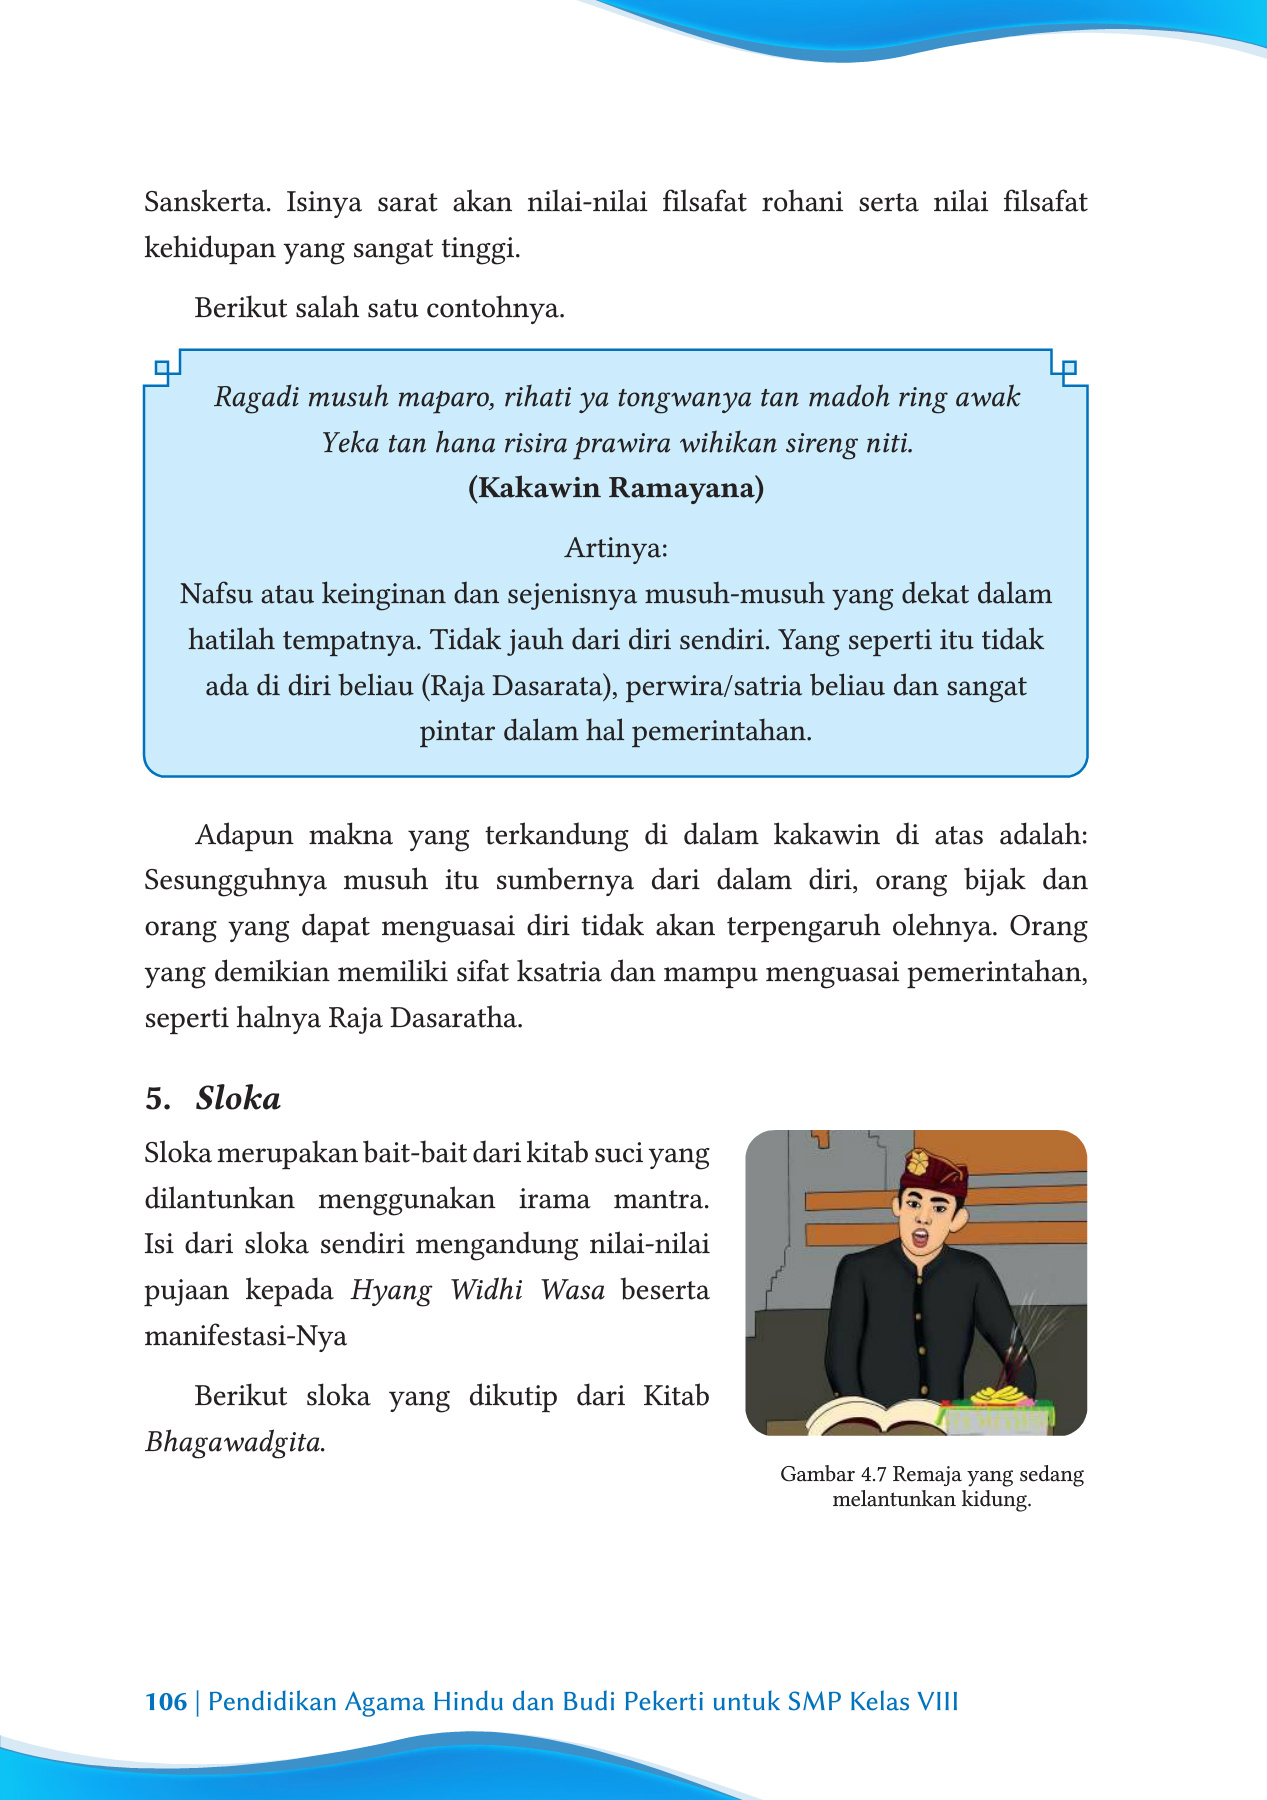 Sanskerta. Isinya sarat akan nilai-nilai filsafat rohani serta nilai filsafat
kehidupan yang sangat tinggi.
Berikut salah satu contohnya.
Ragadi musuh maparo, rihati ya tongwanya tan madoh ring awak
Yeka tan hana risira prawira wihikan sireng niti.
(Kakawin Ramayana)
Artinya:
Nafsu atau keinginan dan sejenisnya musuh-musuh yang dekat dalam
hatilah tempatnya. Tidak jauh dari diri sendiri. Yang seperti itu tidak
ada di diri beliau (Raja Dasarata), perwira/satria beliau dan sangat
pintar dalam hal pemerintahan.
Adapun makna yang terkandung di dalam kakawin di atas adalah:
Sesungguhnya musuh itu sumbernya dari dalam diri, orang bijak dan
orang yang dapat menguasai diri tidak akan terpengaruh olehnya. Orang
yang demikian memiliki sifat ksatria dan mampu menguasai pemerintahan,
seperti halnya Raja Dasaratha.
5. Sloka
Sloka merupakan bait-bait dari kitab suci yang
dilantunkan menggunakan irama mantra.
Isi dari sloka sendiri mengandung nilai-nilai
pujaan kepada Hyang Widhi Wasa beserta
manifestasi-Nya
Berikut sloka yang dikutip dari Kitab
Bhagawadgita.
Gambar 4.7 Remaja yang sedang
melantunkan kidung.
106 | Pendidikan Agama Hindu dan Budi Pekerti untuk SMP Kelas VIII